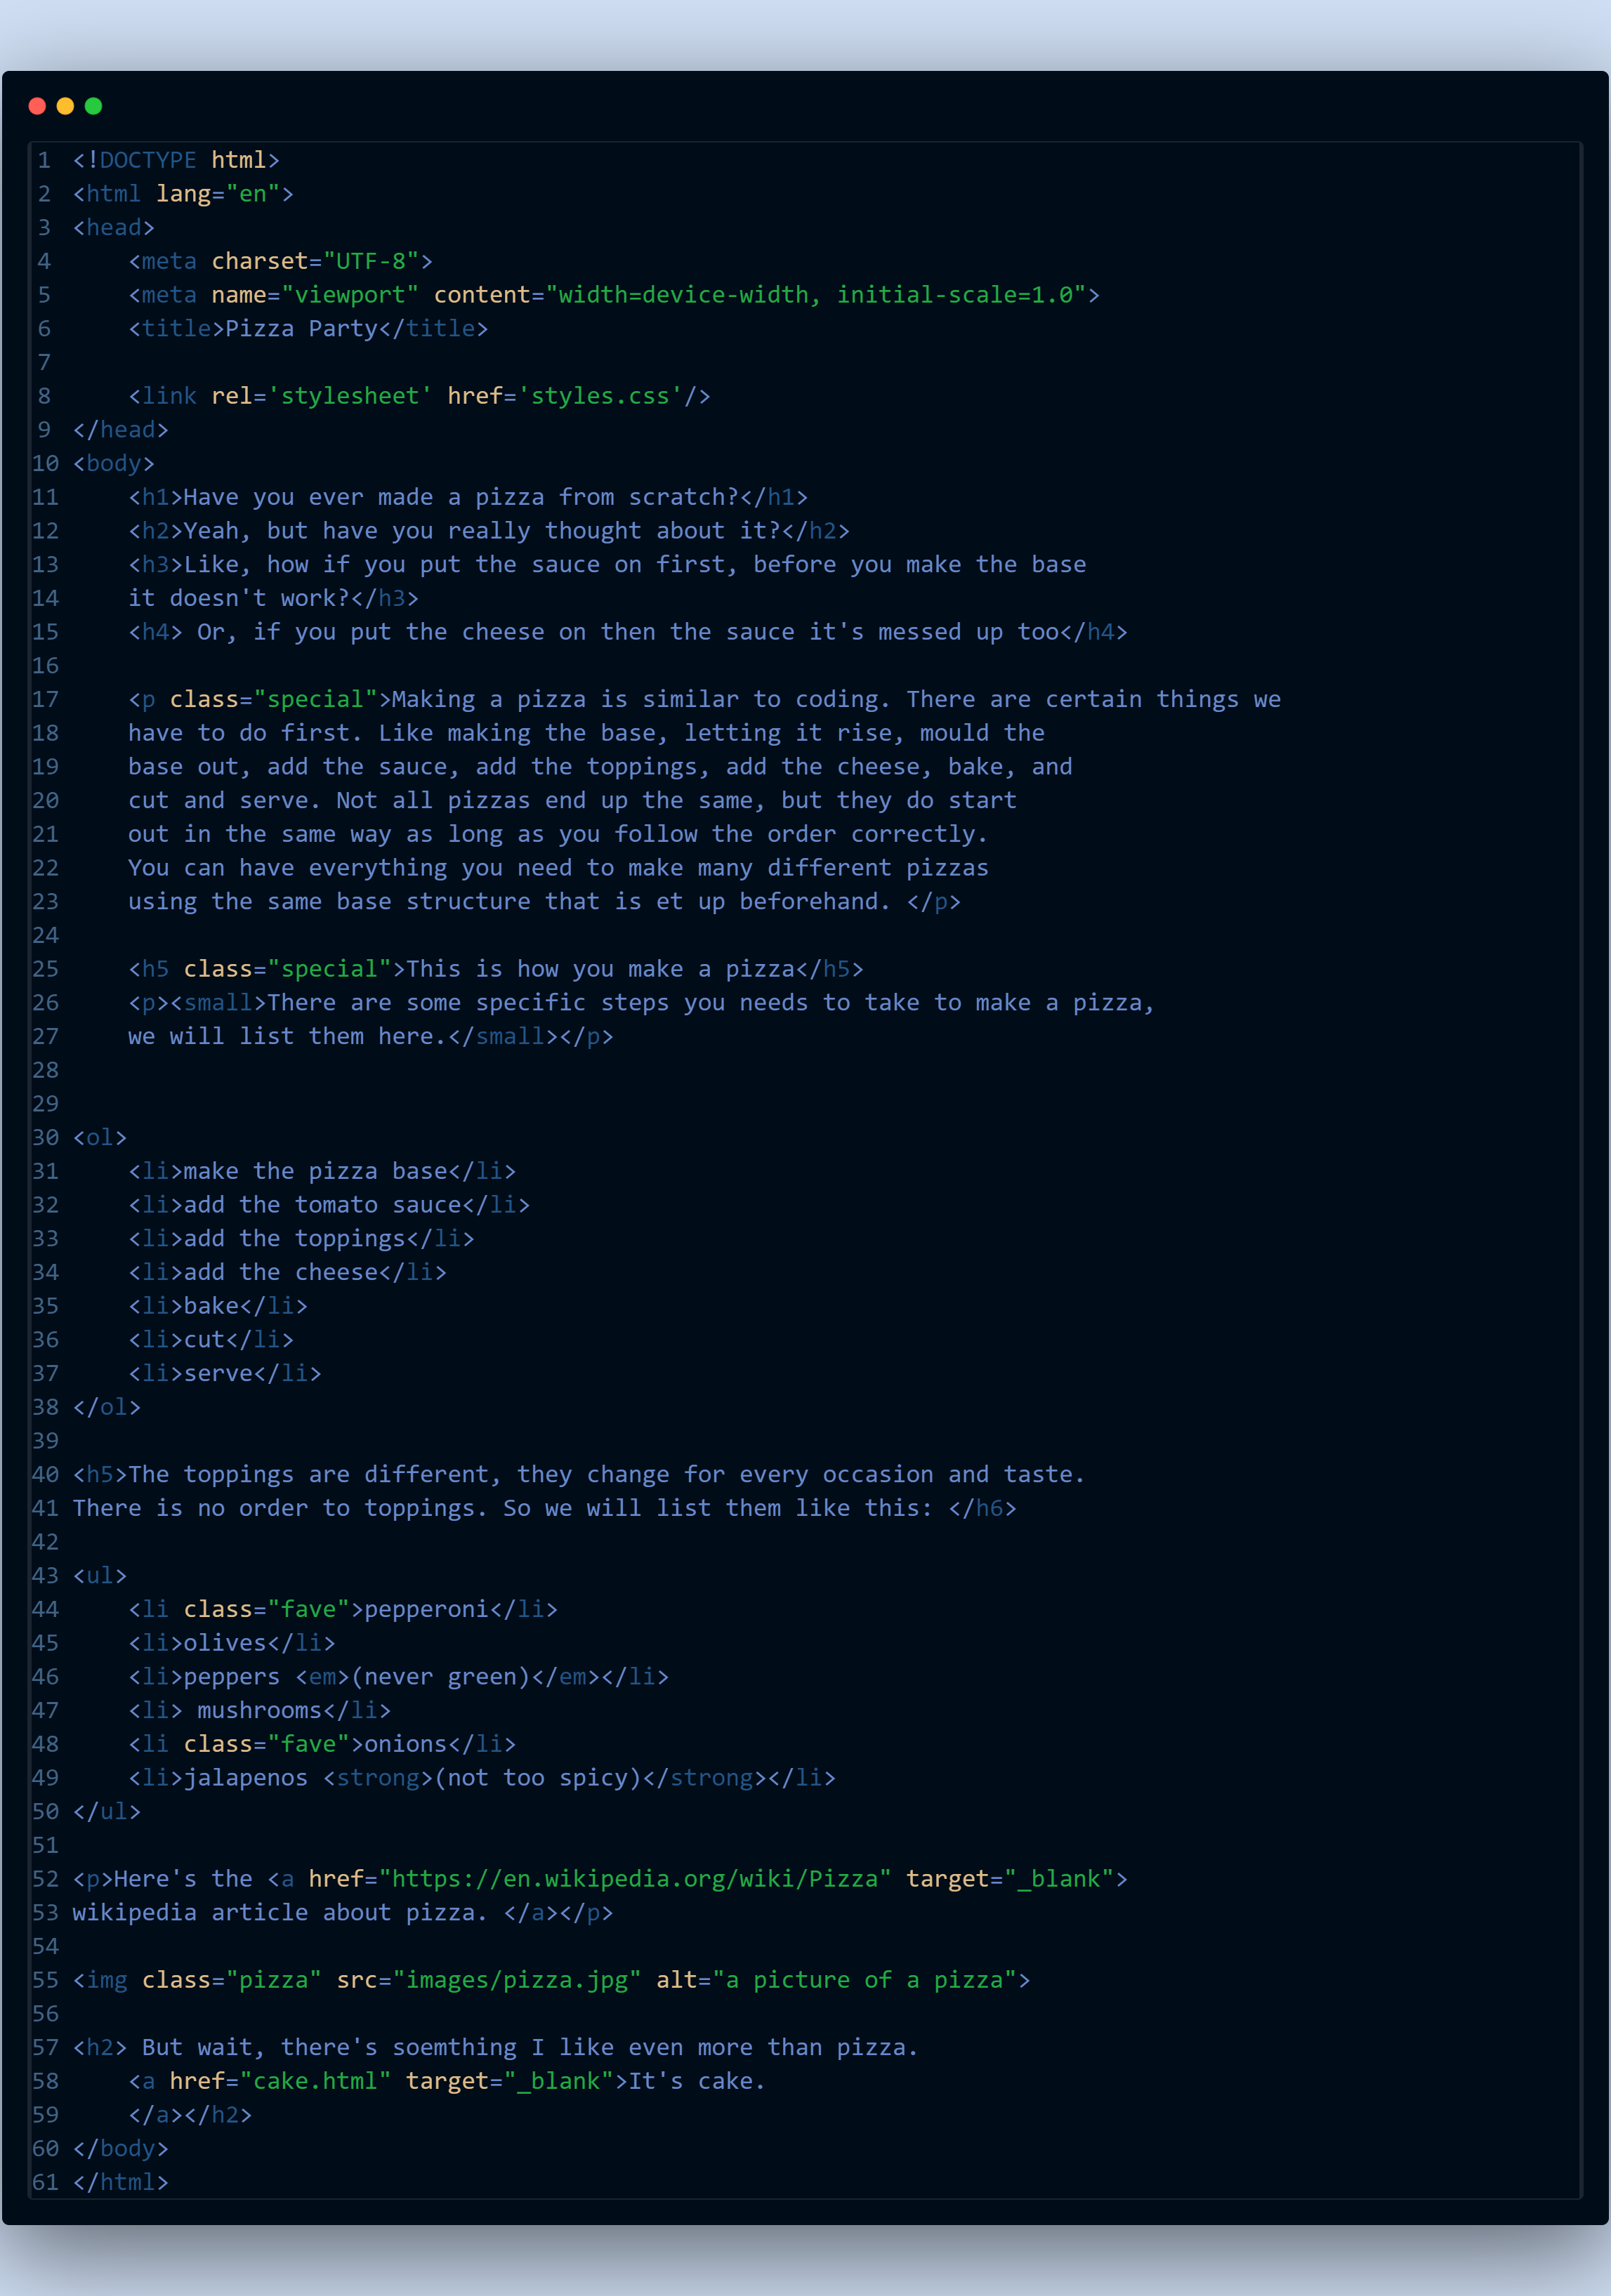 1 <!DOCTYPE html>
2 <html lang="en">
3 <head>
4     <meta charset="UTF-8">
5     <meta name="viewport" content="width=device-width, initial-scale=1.0">
6     <title>Pizza Party</title>
7
8     <link rel='stylesheet' href='styles.css'/>
9 </head>
10 <body>
11     <h1>Have you ever made a pizza from scratch?</h1>
12     <h2>Yeah, but have you really thought about it?</h2>
13     <h3>Like, how if you put the sauce on first, before you make the base
14     it doesn't work?</h3>
15     <h4> Or, if you put the cheese on then the sauce it's messed up too</h4>
16
17     <p class="special">Making a pizza is similar to coding. There are certain things we
18     have to do first. Like making the base, letting it rise, mould the
19     base out, add the sauce, add the toppings, add the cheese, bake, and
20     cut and serve. Not all pizzas end up the same, but they do start
21     out in the same way as long as you follow the order correctly.
22     You can have everything you need to make many different pizzas
23     using the same base structure that is et up beforehand. </p>
24
25     <h5 class="special">This is how you make a pizza</h5>
26     <p><small>There are some specific steps you needs to take to make a pizza,
27     we will list them here.</small></p>
28
29
30 <ol>
31     <li>make the pizza base</li>
32     <li>add the tomato sauce</li>
33     <li>add the toppings</li>
34     <li>add the cheese</li>
35     <li>bake</li>
36     <li>cut</li>
37     <li>serve</li>
38 </ol>
39
40 <h5>The toppings are different, they change for every occasion and taste.
41 There is no order to toppings. So we will list them like this: </h6>
42
43 <ul>
44     <li class="fave">pepperoni</li>
45     <li>olives</li>
46     <li>peppers <em>(never green)</em></li>
47     <li> mushrooms</li>
48     <li class="fave">onions</li>
49     <li>jalapenos <strong>(not too spicy)</strong></li>
50 </ul>
51
52 <p>Here's the <a href="https://en.wikipedia.org/wiki/Pizza" target="_blank">
53 wikipedia article about pizza. </a></p>
54
55 <img class="pizza" src="images/pizza.jpg" alt="a picture of a pizza">
56
57 <h2> But wait, there's soemthing I like even more than pizza.
58     <a href="cake.html" target="_blank">It's cake.
59     </a></h2>
60 </body>
61 </html>